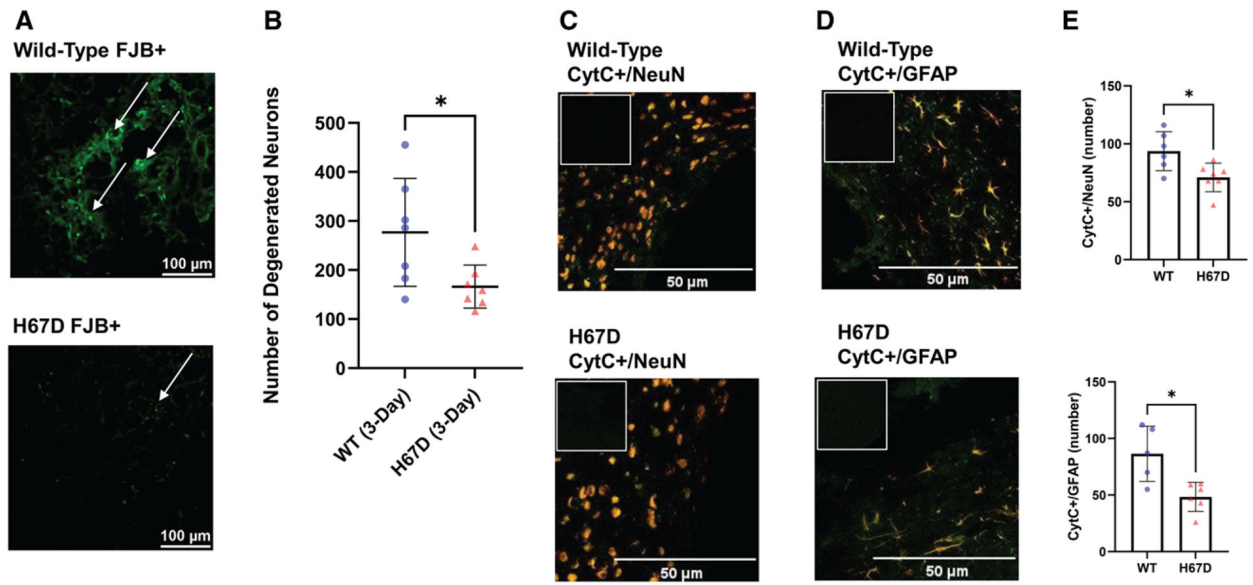 A
Wild-Type FJB+
100 µm
H67D FJB+
100 µm
B
Number of Degenerated Neurons
500
400
300
200
100
0
*
WT (3-Day)
H67D (3-Day)
C
Wild-Type
CytC+/NeuN
50 µm
H67D
CytC+/NeuN
50 µm
D
Wild-Type
CytC+/GFAP
50 µm
H67D
CytC+/GFAP
50 µm
E
CytC+/NeuN (number)
150
100
50
0
*
WT
H67D
CytC+/GFAP (number)
150
100
50
0
*
WT
H67D